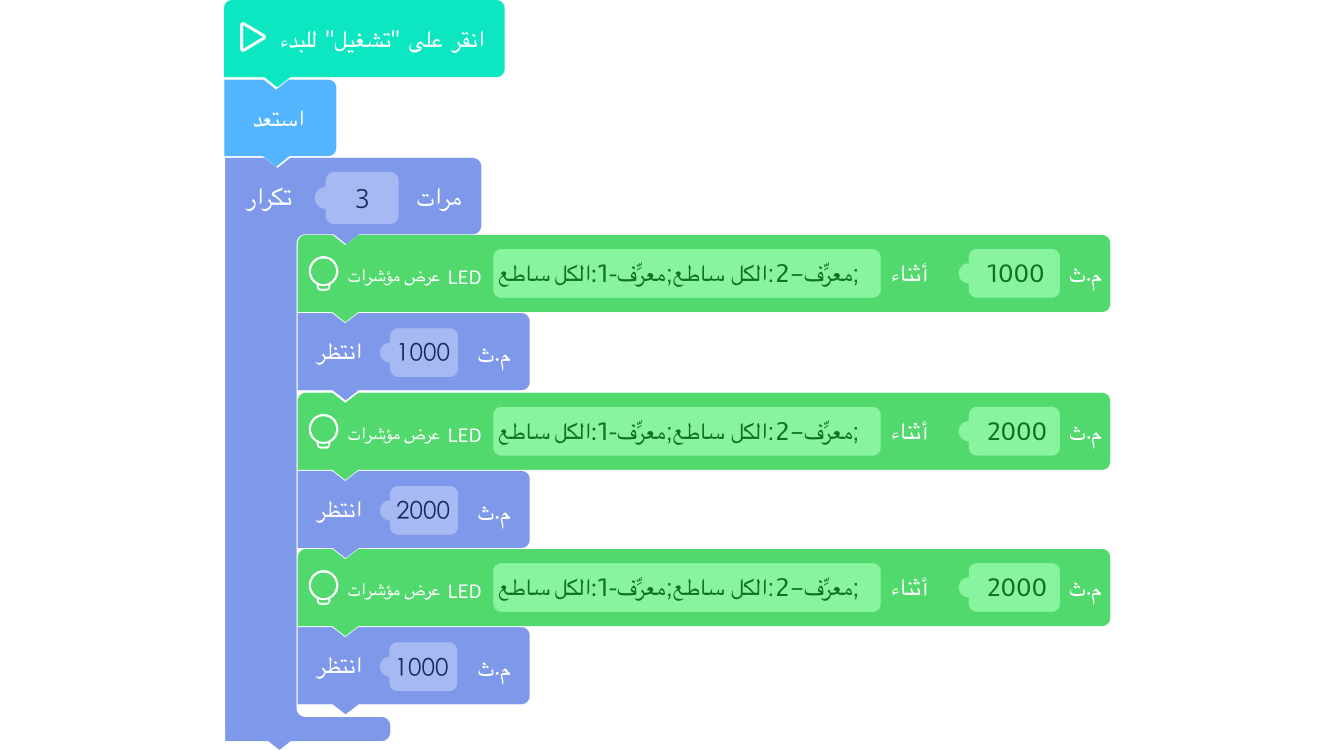 انقر على "تشغيل" للبدء
استعد
تكرار 3 مرات
عرض مؤشرات LED معرِّف-1:الكل ساطع;معرِّف-2:الكل ساطع; أثناء 1000 م.ث
انتظر 1000 م.ث
عرض مؤشرات LED معرِّف-1:الكل ساطع;معرِّف-2:الكل ساطع; أثناء 2000 م.ث
انتظر 2000 م.ث
عرض مؤشرات LED معرِّف-1:الكل ساطع;معرِّف-2:الكل ساطع; أثناء 2000 م.ث
انتظر 1000 م.ث